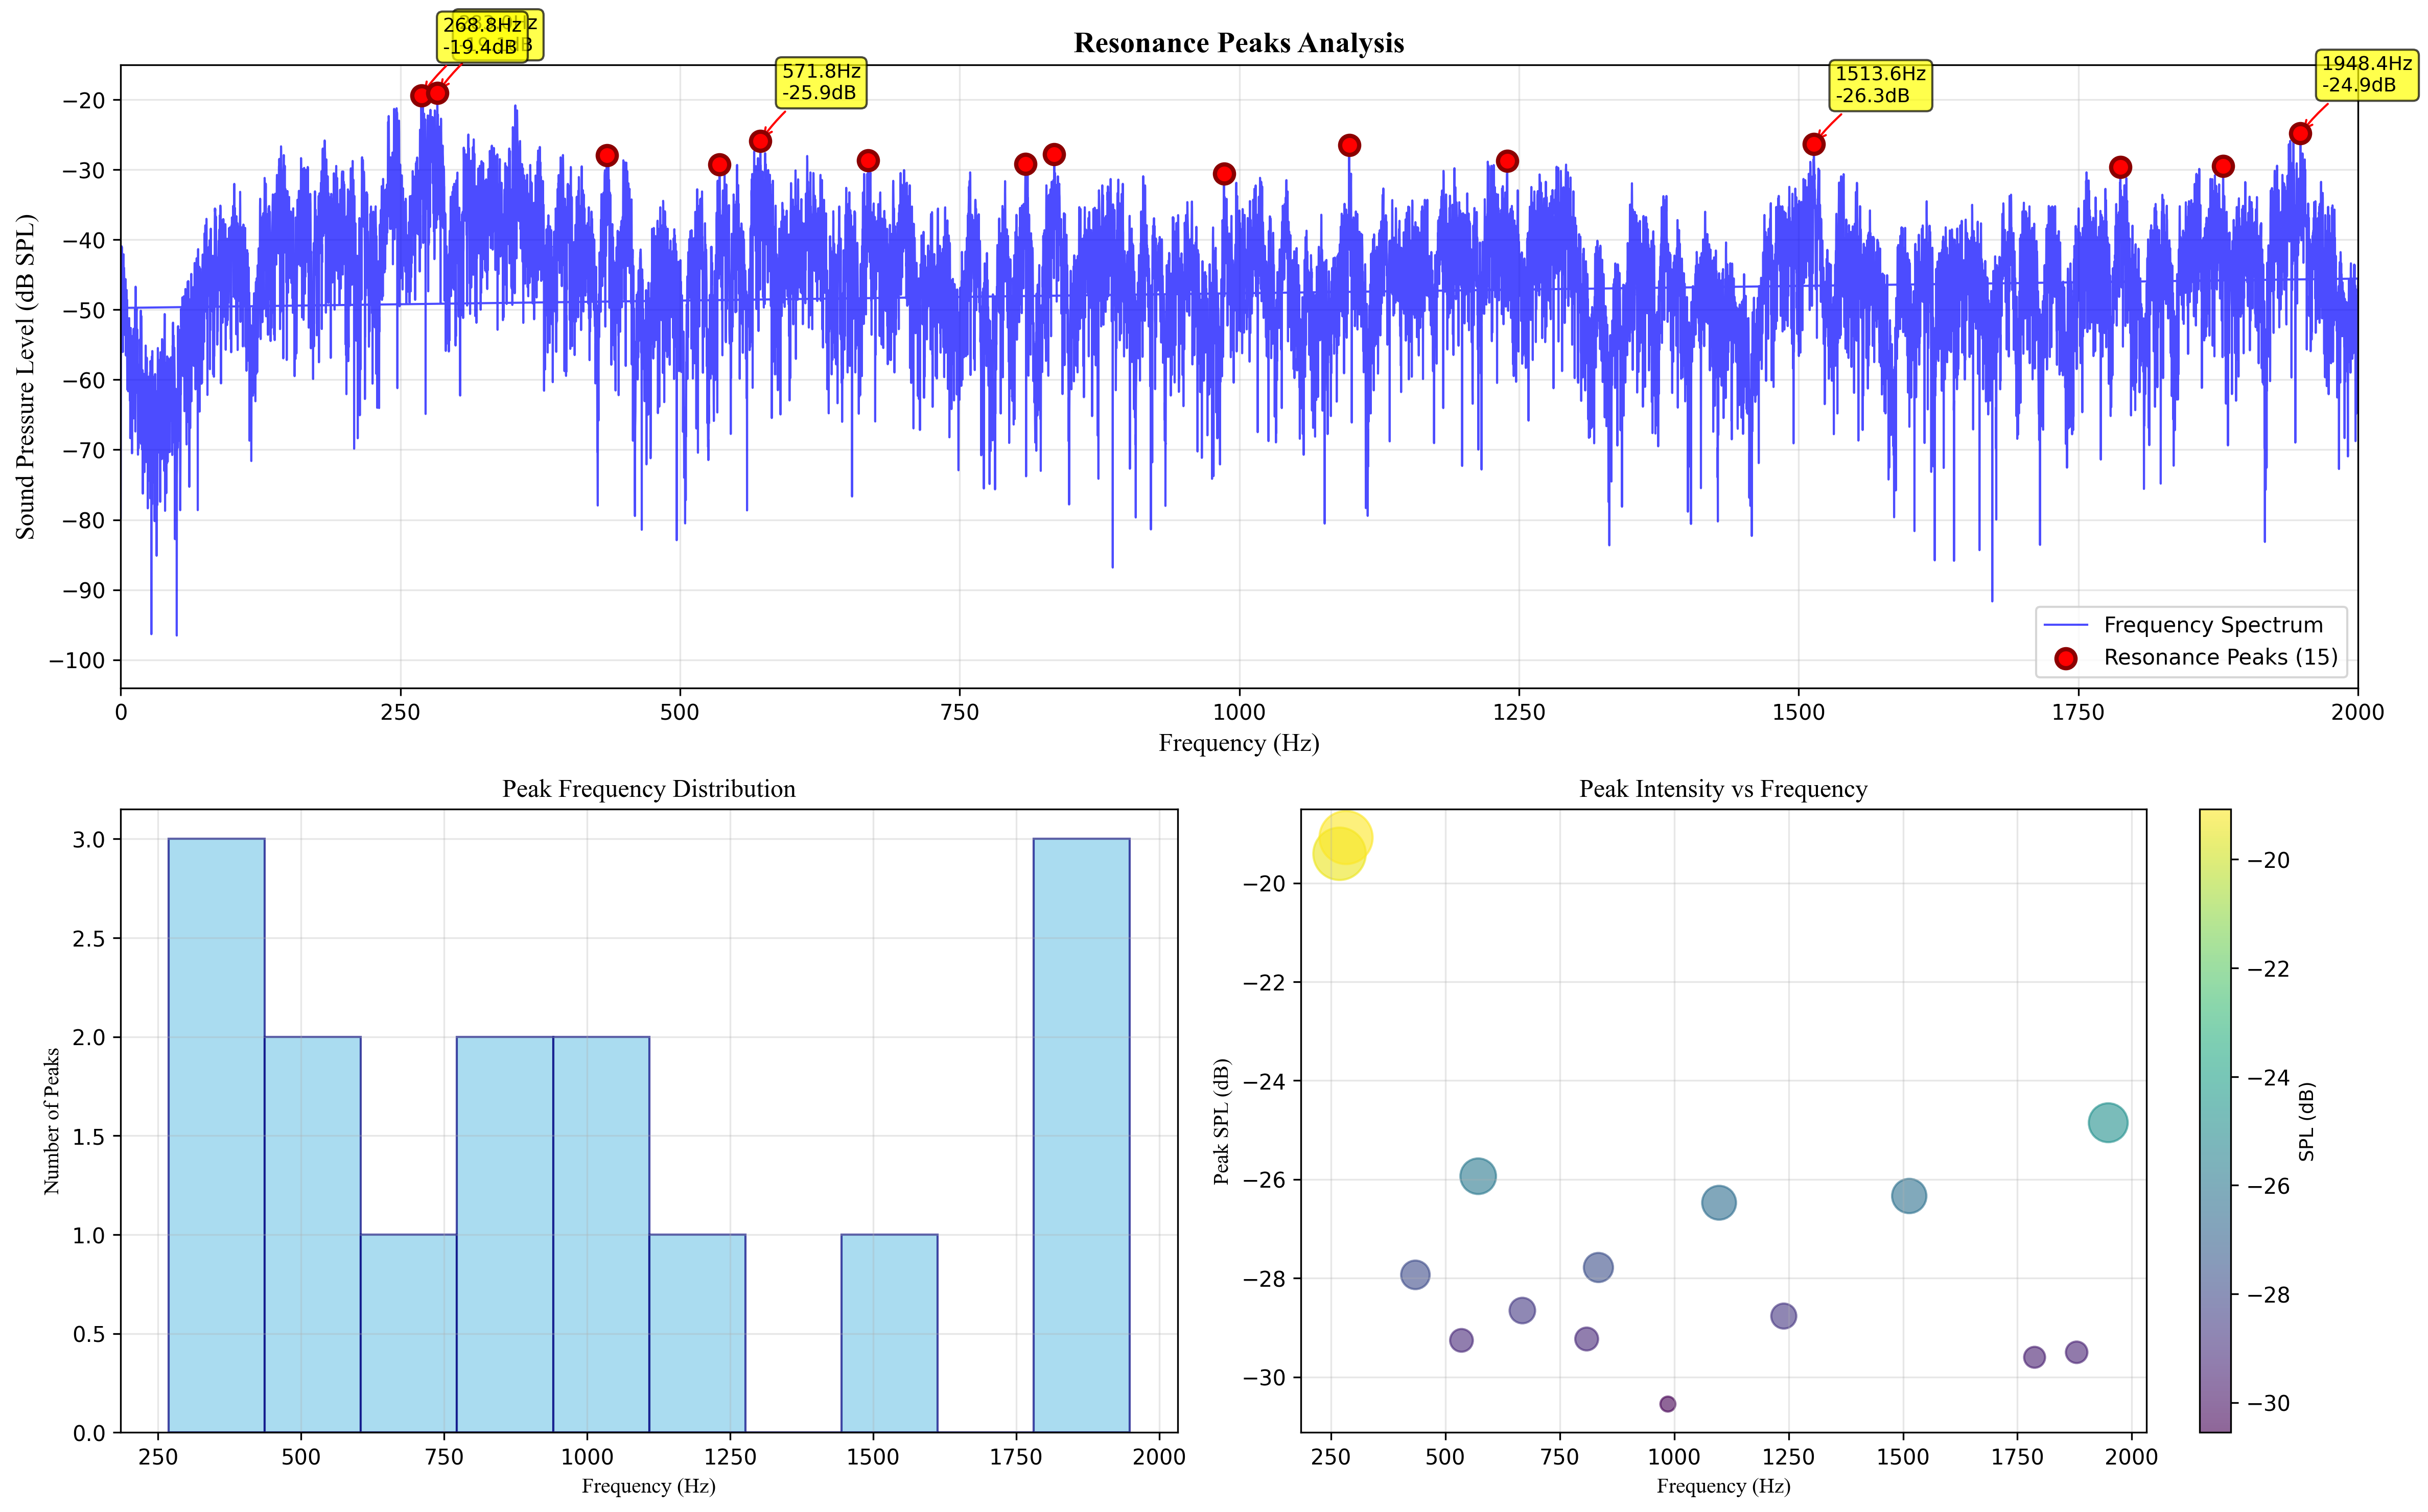 Resonance Peaks Analysis
268.8Hz
-19.4dB
571.8Hz
-25.9dB
1513.6Hz
-26.3dB
1948.4Hz
-24.9dB
Sound Pressure Level (dB SPL)
−20
−30
−40
−50
−60
−70
−80
−90
−100
0
250
500
750
1000
1250
1500
1750
2000
Frequency (Hz)
Frequency Spectrum
Resonance Peaks (15)
Peak Frequency Distribution
Number of Peaks
3.0
2.5
2.0
1.5
1.0
0.5
0.0
250
500
750
1000
1250
1500
1750
2000
Frequency (Hz)
Peak Intensity vs Frequency
Peak SPL (dB)
−20
−22
−24
−26
−28
−30
250
500
750
1000
1250
1500
1750
2000
Frequency (Hz)
−20
−22
−24
−26
−28
−30
SPL (dB)